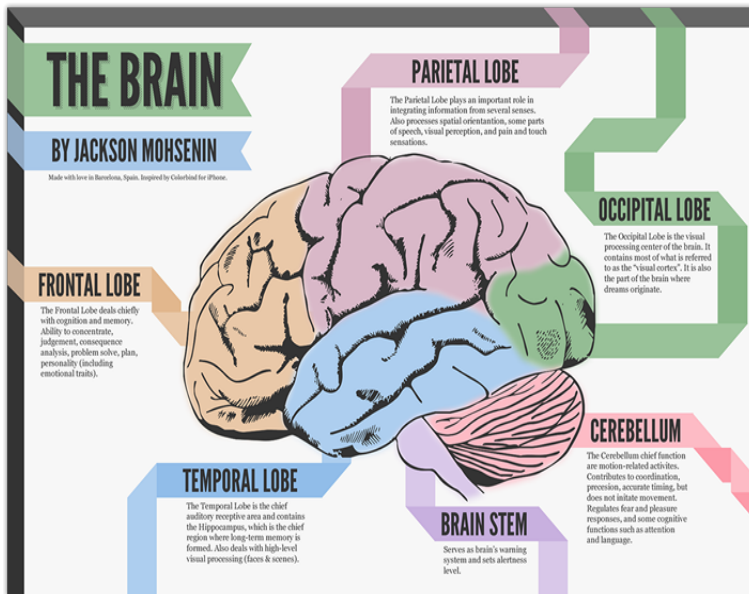 THE BRAIN
BY JACKSON MOHSENIN
Made with love in Barcelona, Spain. Inspired by Colorbind for iPhone.
PARIETAL LOBE
The Parietal Lobe plays an important role in
integrating information from several senses.
Also processes spatial orientantion, some parts
of speech, visual perception, and pain and touch
sensations.
OCCIPITAL LOBE
The Occipital Lobe is the visual
processing center of the brain. It
contains most of what is referred
to as the "visual cortex". It is also
the part of the brain where
dreams originate.
FRONTAL LOBE
The Frontal Lobe deals chiefly
with cognition and memory.
Ability to concentrate,
judgement, consequence
analysis, problem solve, plan,
personality (including
emotional traits).
CEREBELLUM
The Cerebellum chief function
are motion-related activites.
Contributes to coordination,
precesion, accurate timing, but
does not initate movement.
Regulates fear and pleasure
responses, and some cognitive
functions such as attention
and language.
TEMPORAL LOBE
The Temporal Lobe is the chief
auditory receptive area and contains
the Hippocampus, which is the chief
region where long-term memory is
formed. Also deals with high-level
visual processing (faces & scenes).
BRAIN STEM
Serves as brain's warning
system and sets alertness
level.